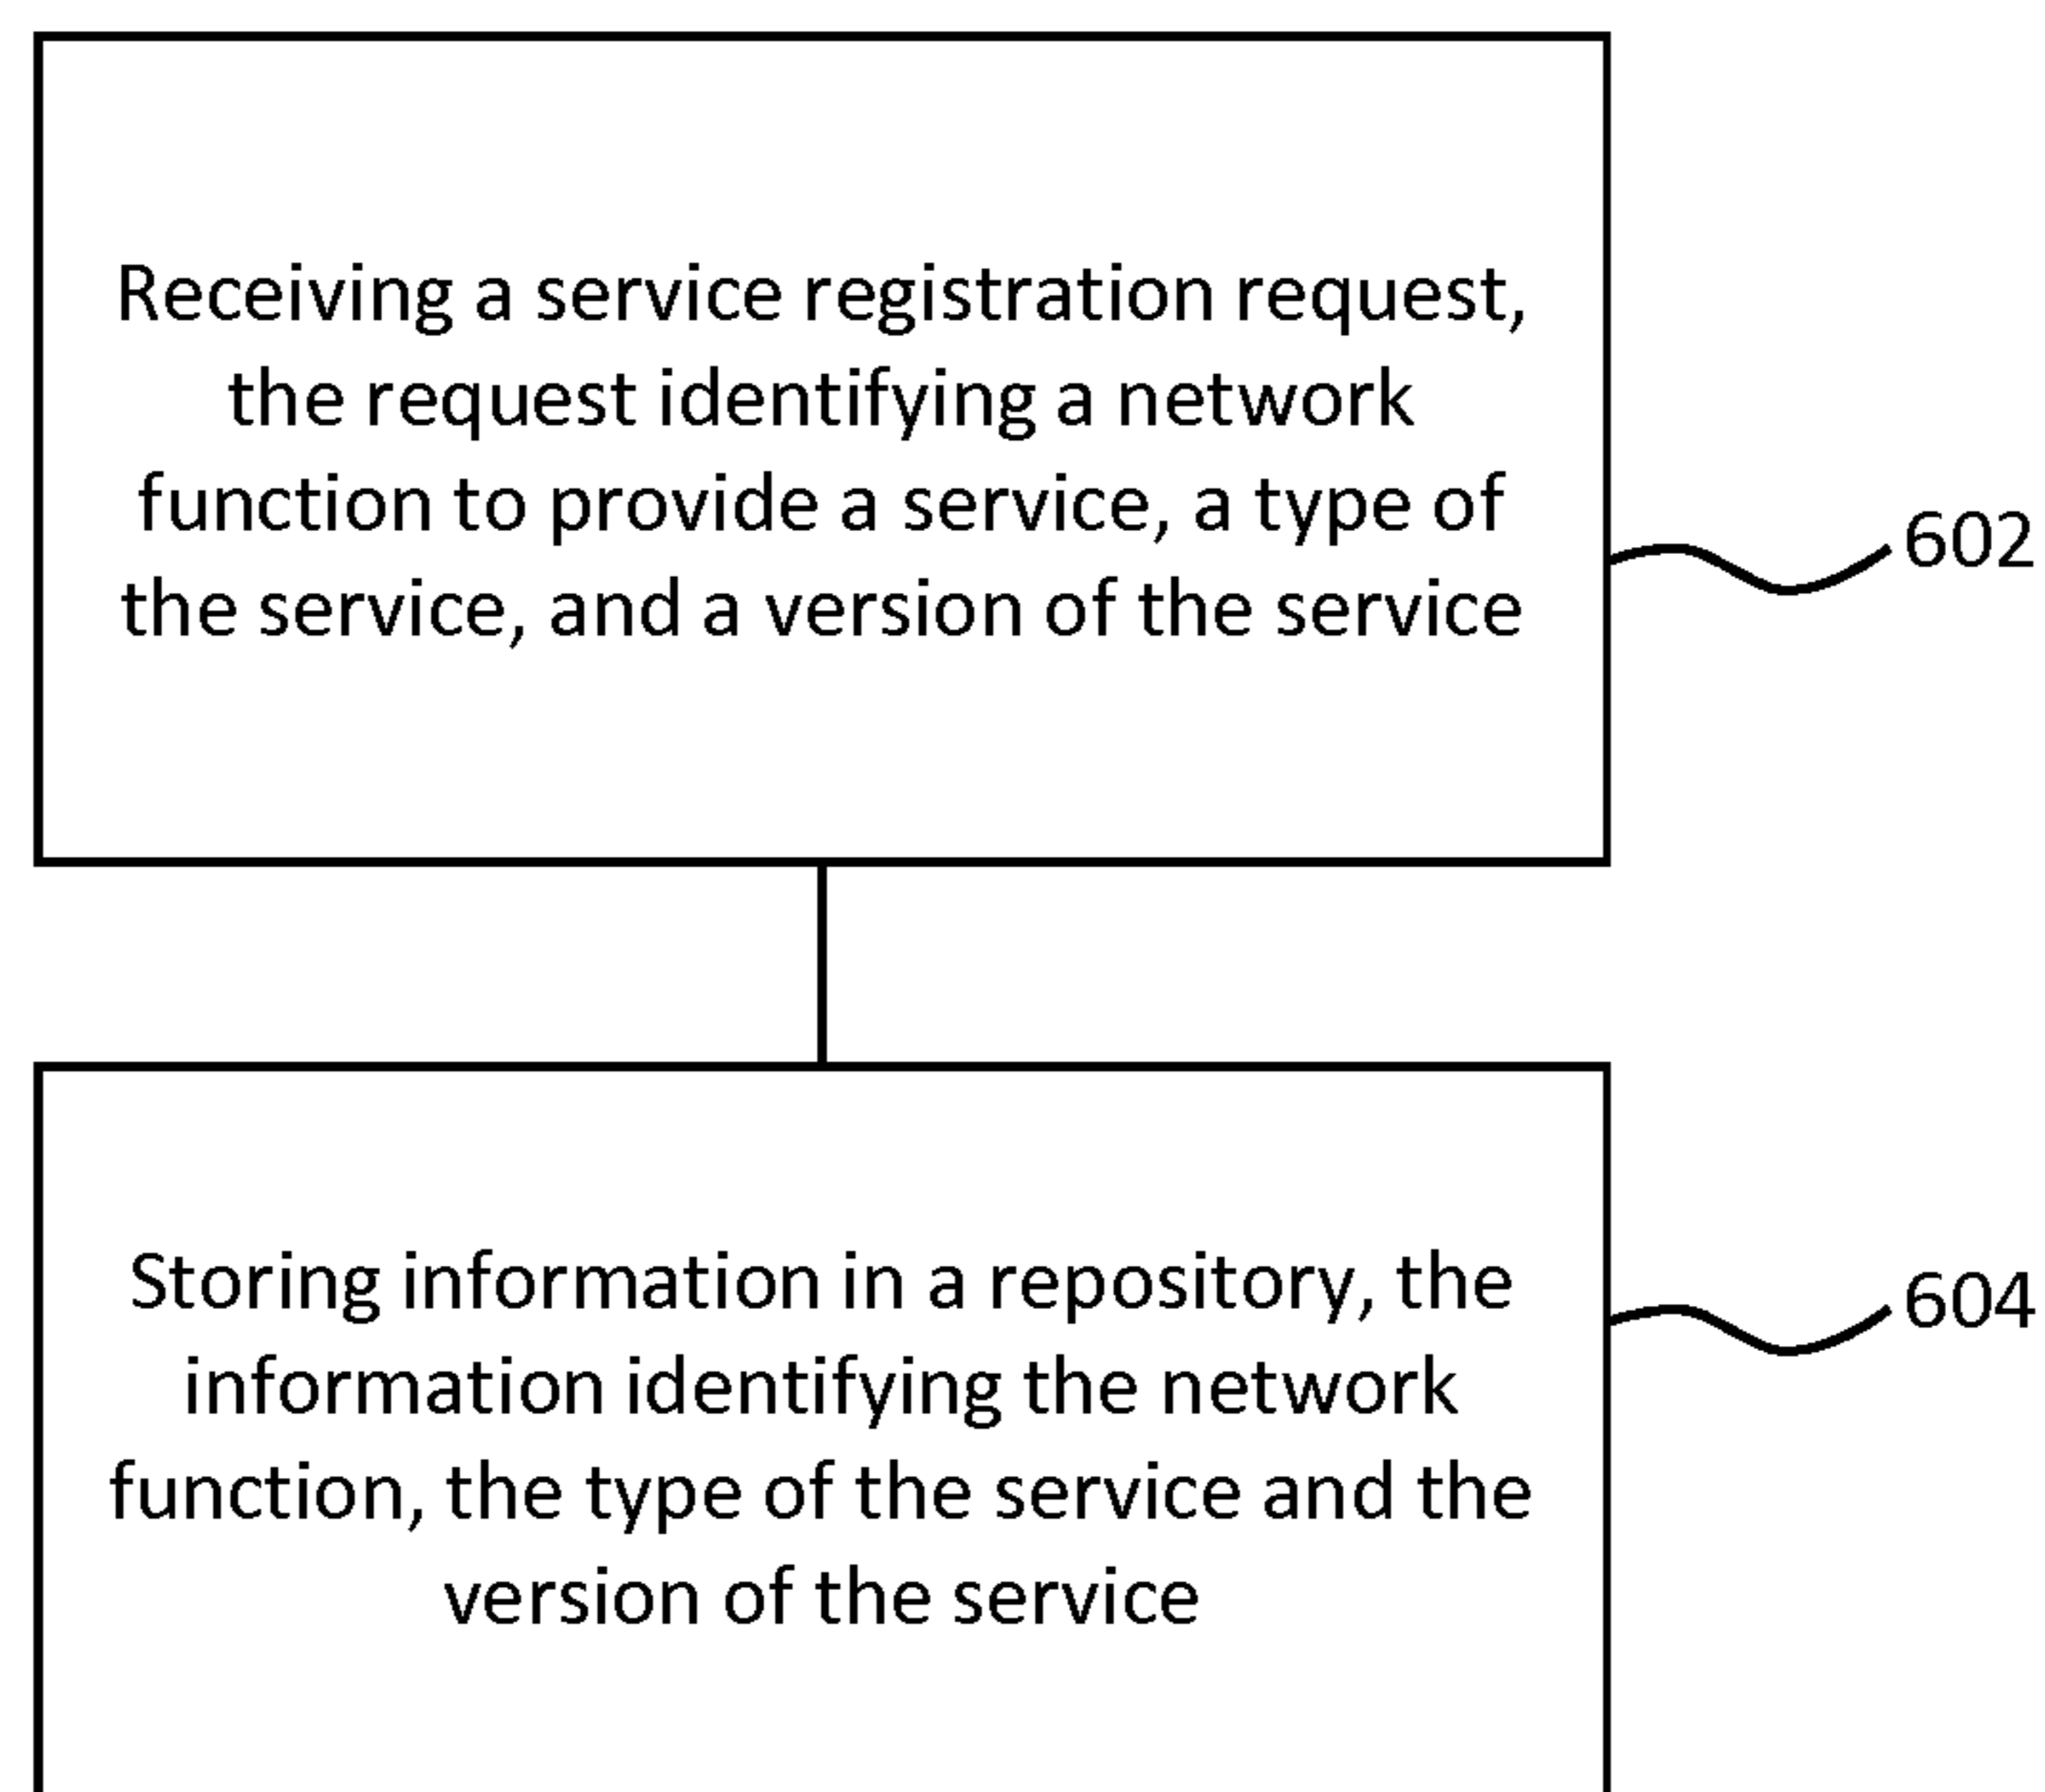 Receiving a service registration request,
the request identifying a network
function to provide a service, a type of
the service, and a version of the service
602
Storing information in a repository, the
information identifying the network
function, the type of the service and the
version of the service
604